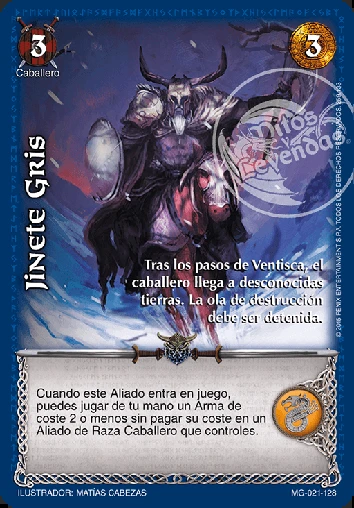 3
Caballero
3
Mitos
y
Leyendas
Jinete Gris
Tras los pasos de Ventisca, el
caballero llega a desconocidas
tierras. La ola de destrucción
debe ser detenida.
Cuando este Aliado entra en juego,
puedes jugar de tu mano un Arma de
coste 2 o menos sin pagar su coste en un
Aliado de Raza Caballero que controles.
ILUSTRADOR: MATÍAS CABEZAS
MG-021-128